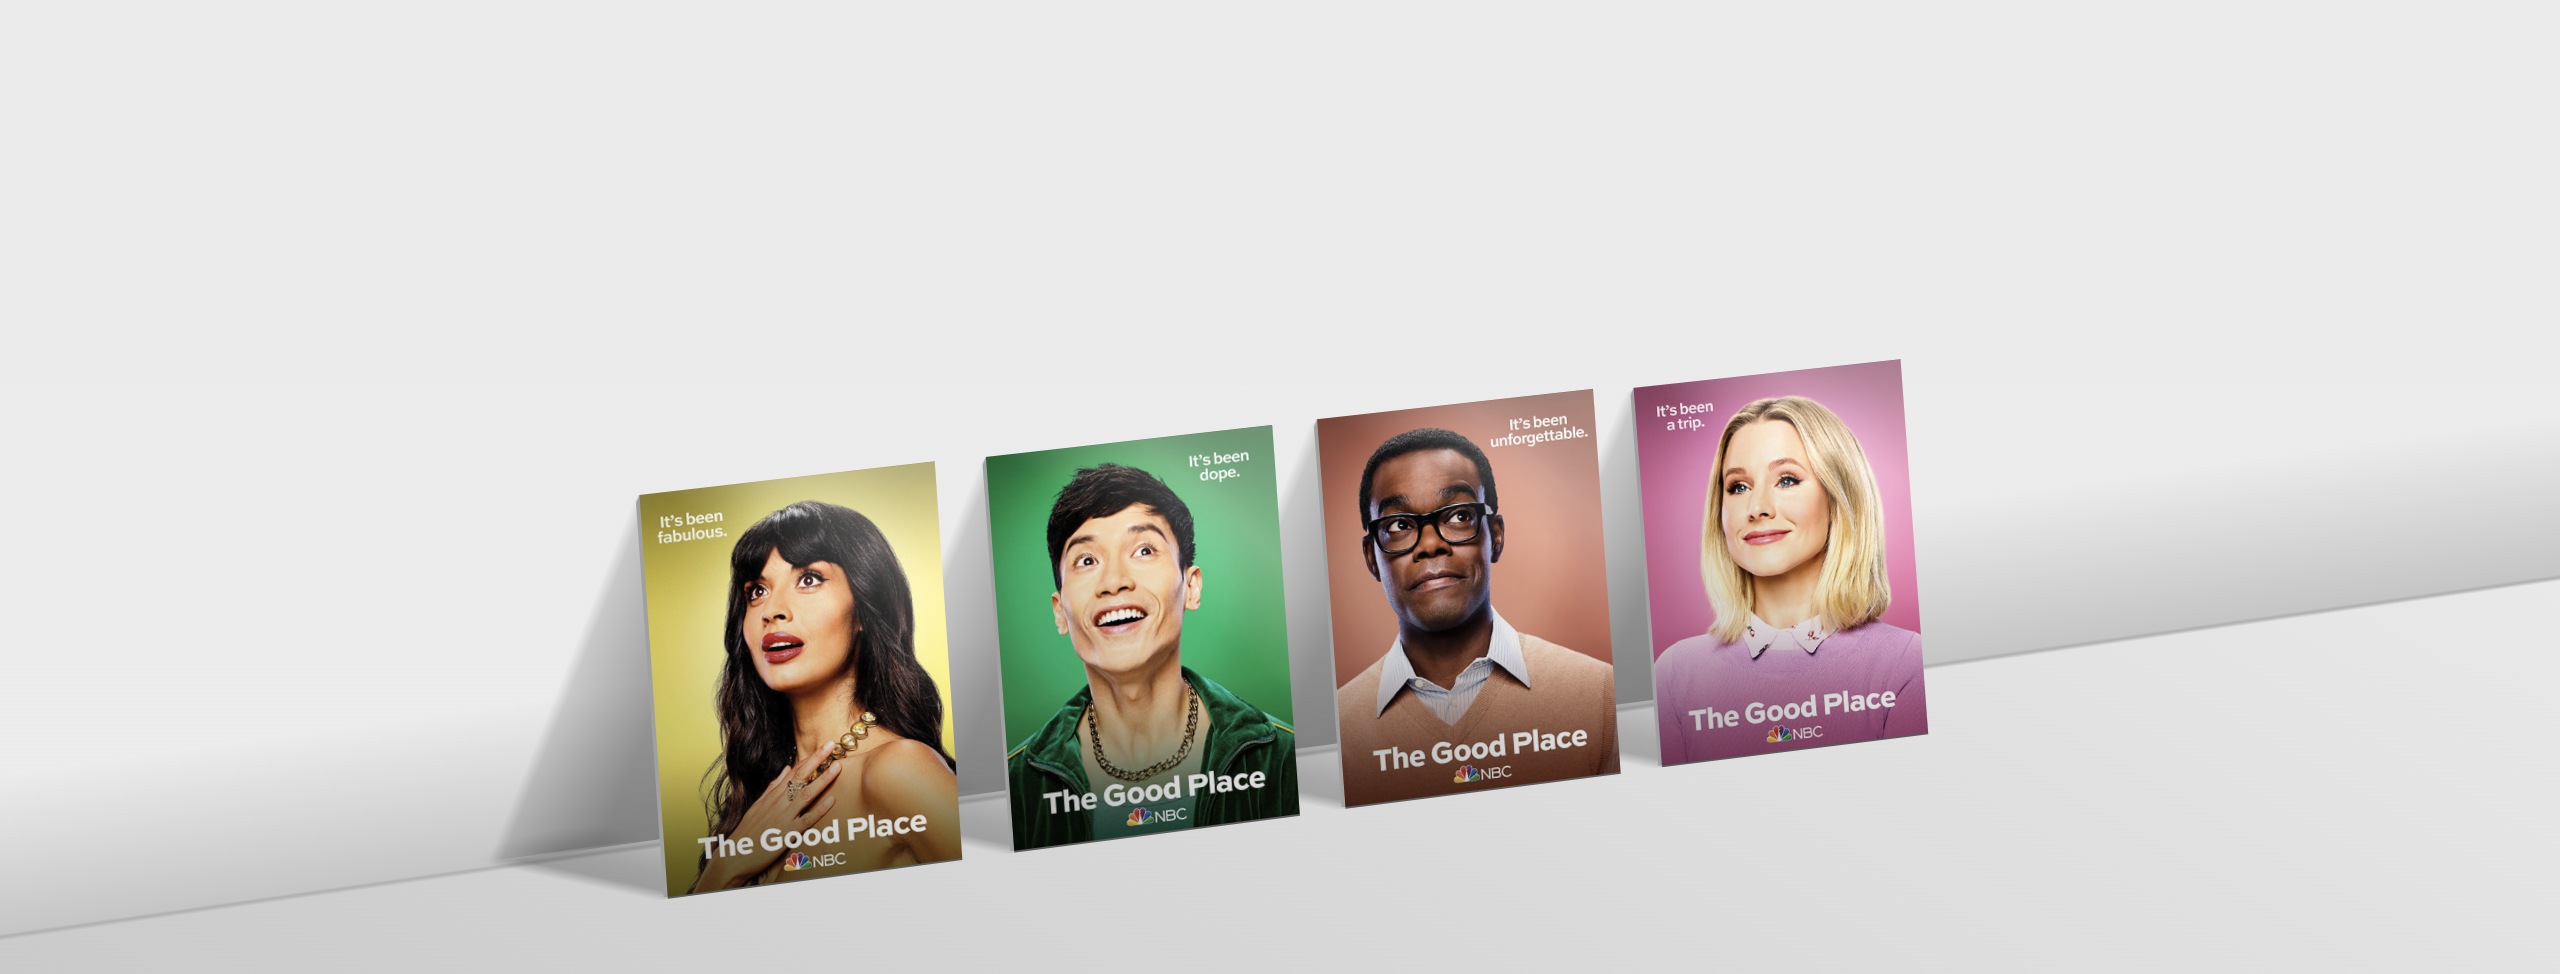 It's been
fabulous.
The Good Place
NBC
It's been
dope.
The Good Place
NBC
It's been
unforgettable.
The Good Place
NBC
It's been
a trip.
The Good Place
NBC